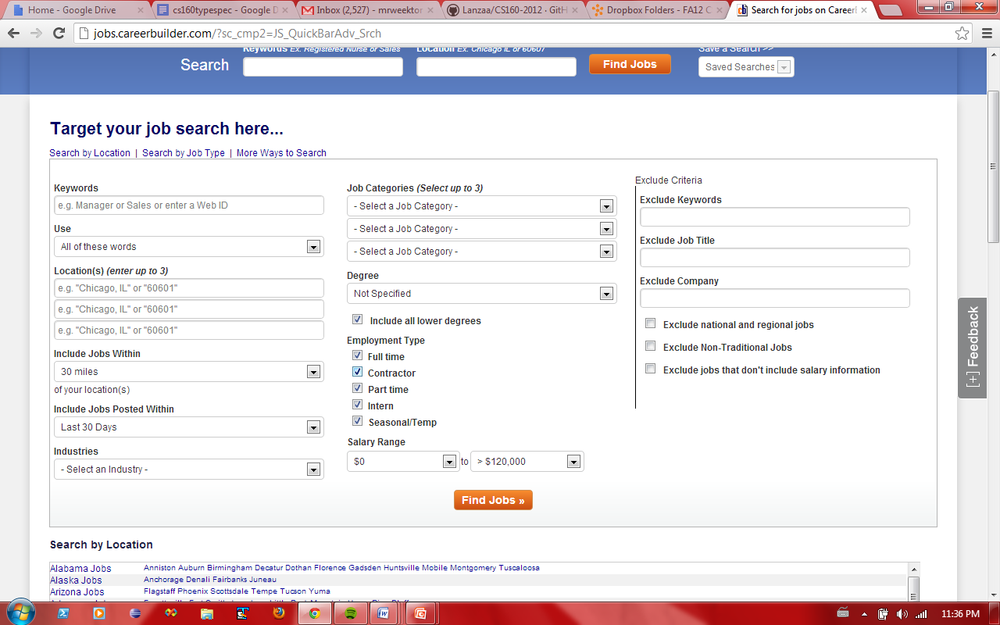 Home - Google Drive
cs160typespec - Google D
Inbox (2,527) - mrweektor
Lanzaa/CS160-2012 · GitH
Dropbox Folders - FA12 C
Search for jobs on CareerB
jobs.careerbuilder.com/?sc_cmp2=JS_QuickBarAdv_Srch
Keywords Ex. Registered Nurse or Sales
Location Ex. Chicago IL or 60607
Save a Search >>
Search
Find Jobs
Saved Searches
Target your job search here...
Search by Location | Search by Job Type | More Ways to Search
Keywords
e.g. Manager or Sales or enter a Web ID
Use
All of these words
Location(s) (enter up to 3)
e.g. "Chicago, IL" or "60601"
e.g. "Chicago, IL" or "60601"
e.g. "Chicago, IL" or "60601"
Include Jobs Within
30 miles
of your location(s)
Include Jobs Posted Within
Last 30 Days
Industries
- Select an Industry -
Job Categories (Select up to 3)
- Select a Job Category -
- Select a Job Category -
- Select a Job Category -
Degree
Not Specified
Include all lower degrees
Employment Type
Full time
Contractor
Part time
Intern
Seasonal/Temp
Salary Range
$0 to > $120,000
Exclude Criteria
Exclude Keywords
Exclude Job Title
Exclude Company
Exclude national and regional jobs
Exclude Non-Traditional Jobs
Exclude jobs that don't include salary information
Find Jobs »
[+] Feedback
Search by Location
Alabama Jobs Anniston Auburn Birmingham Decatur Dothan Florence Gadsden Huntsville Mobile Montgomery Tuscaloosa
Alaska Jobs Anchorage Denali Fairbanks Juneau
Arizona Jobs Flagstaff Phoenix Scottsdale Tempe Tucson Yuma
11:36 PM